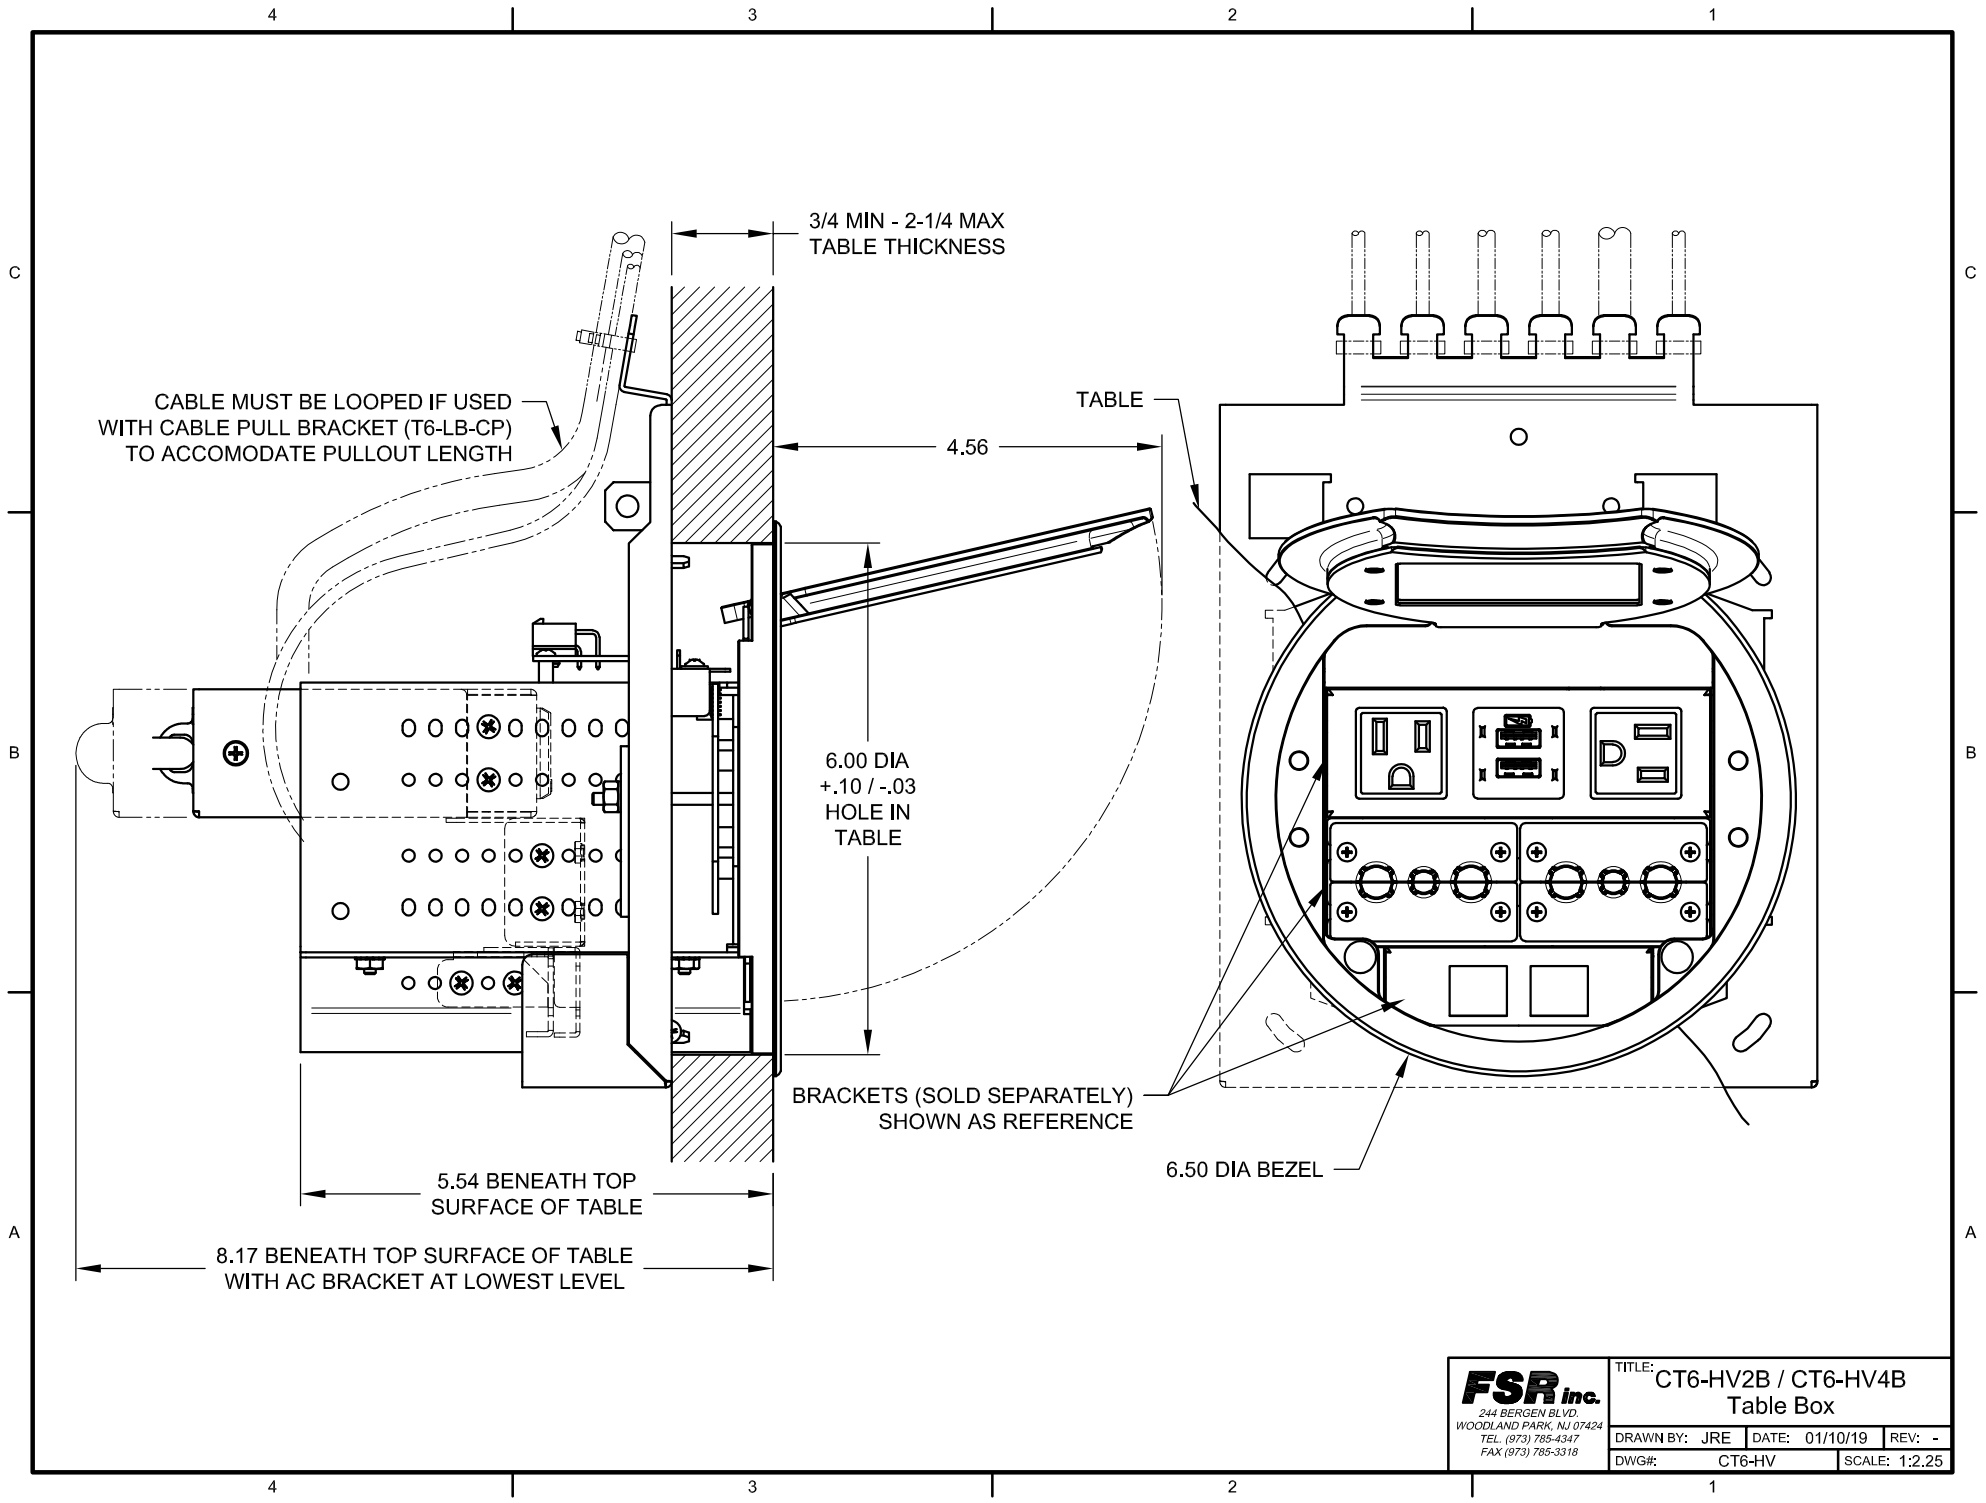 4 3 2 1
3/4 MIN - 2-1/4 MAX
TABLE THICKNESS
C C
CABLE MUST BE LOOPED IF USED
WITH CABLE PULL BRACKET (T6-LB-CP)
TO ACCOMODATE PULLOUT LENGTH
TABLE
4.56
B B
6.00 DIA
+.10 / -.03
HOLE IN
TABLE
BRACKETS (SOLD SEPARATELY)
SHOWN AS REFERENCE
6.50 DIA BEZEL
5.54 BENEATH TOP
SURFACE OF TABLE
A A
8.17 BENEATH TOP SURFACE OF TABLE
WITH AC BRACKET AT LOWEST LEVEL
FSR inc.
244 BERGEN BLVD.
WOODLAND PARK, NJ 07424
TEL. (973) 785-4347
FAX (973) 785-3318
TITLE: CT6-HV2B / CT6-HV4B
Table Box
DRAWN BY: JRE DATE: 01/10/19 REV: -
DWG#: CT6-HV SCALE: 1:2.25
4 3 2 1